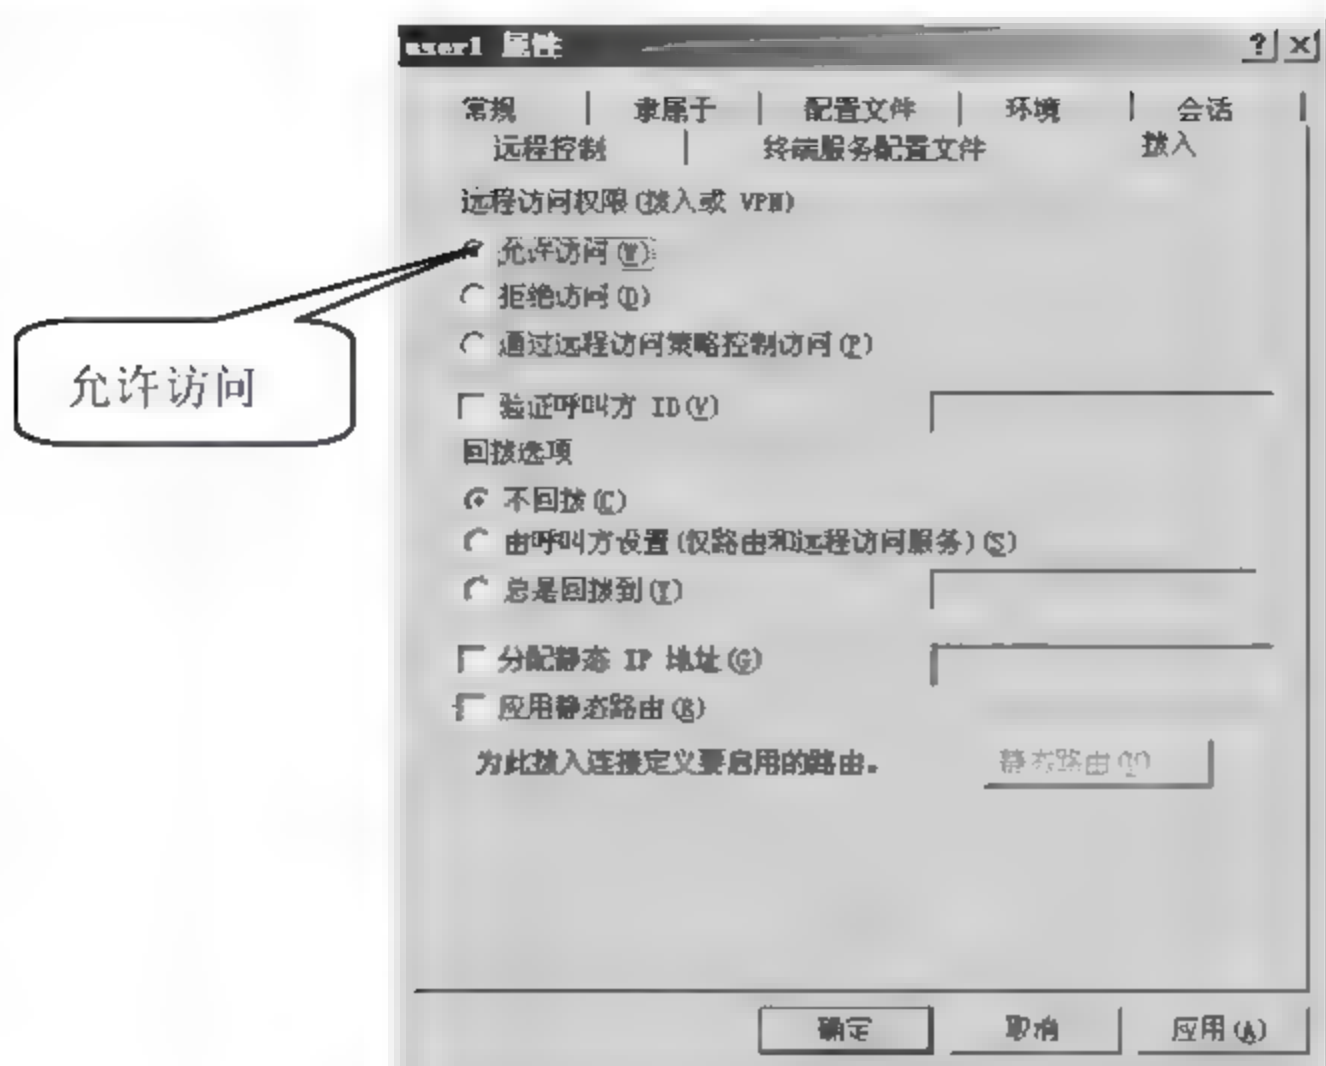 user1 属性
常规 隶属于 配置文件 环境 会话
远程控制 终端服务配置文件 拨入
远程访问权限(拨入或 VPN)
允许访问(W)
拒绝访问(D)
通过远程访问策略控制访问(P)
允许访问
验证呼叫方 ID(V)
回拨选项
不回拨(C)
由呼叫方设置(仅路由和远程访问服务)(S)
总是回拨到(Y)
分配静态 IP 地址(G)
应用静态路由(R)
为此拨入连接定义要启用的路由。 静态路由(U)
确定 取消 应用(A)